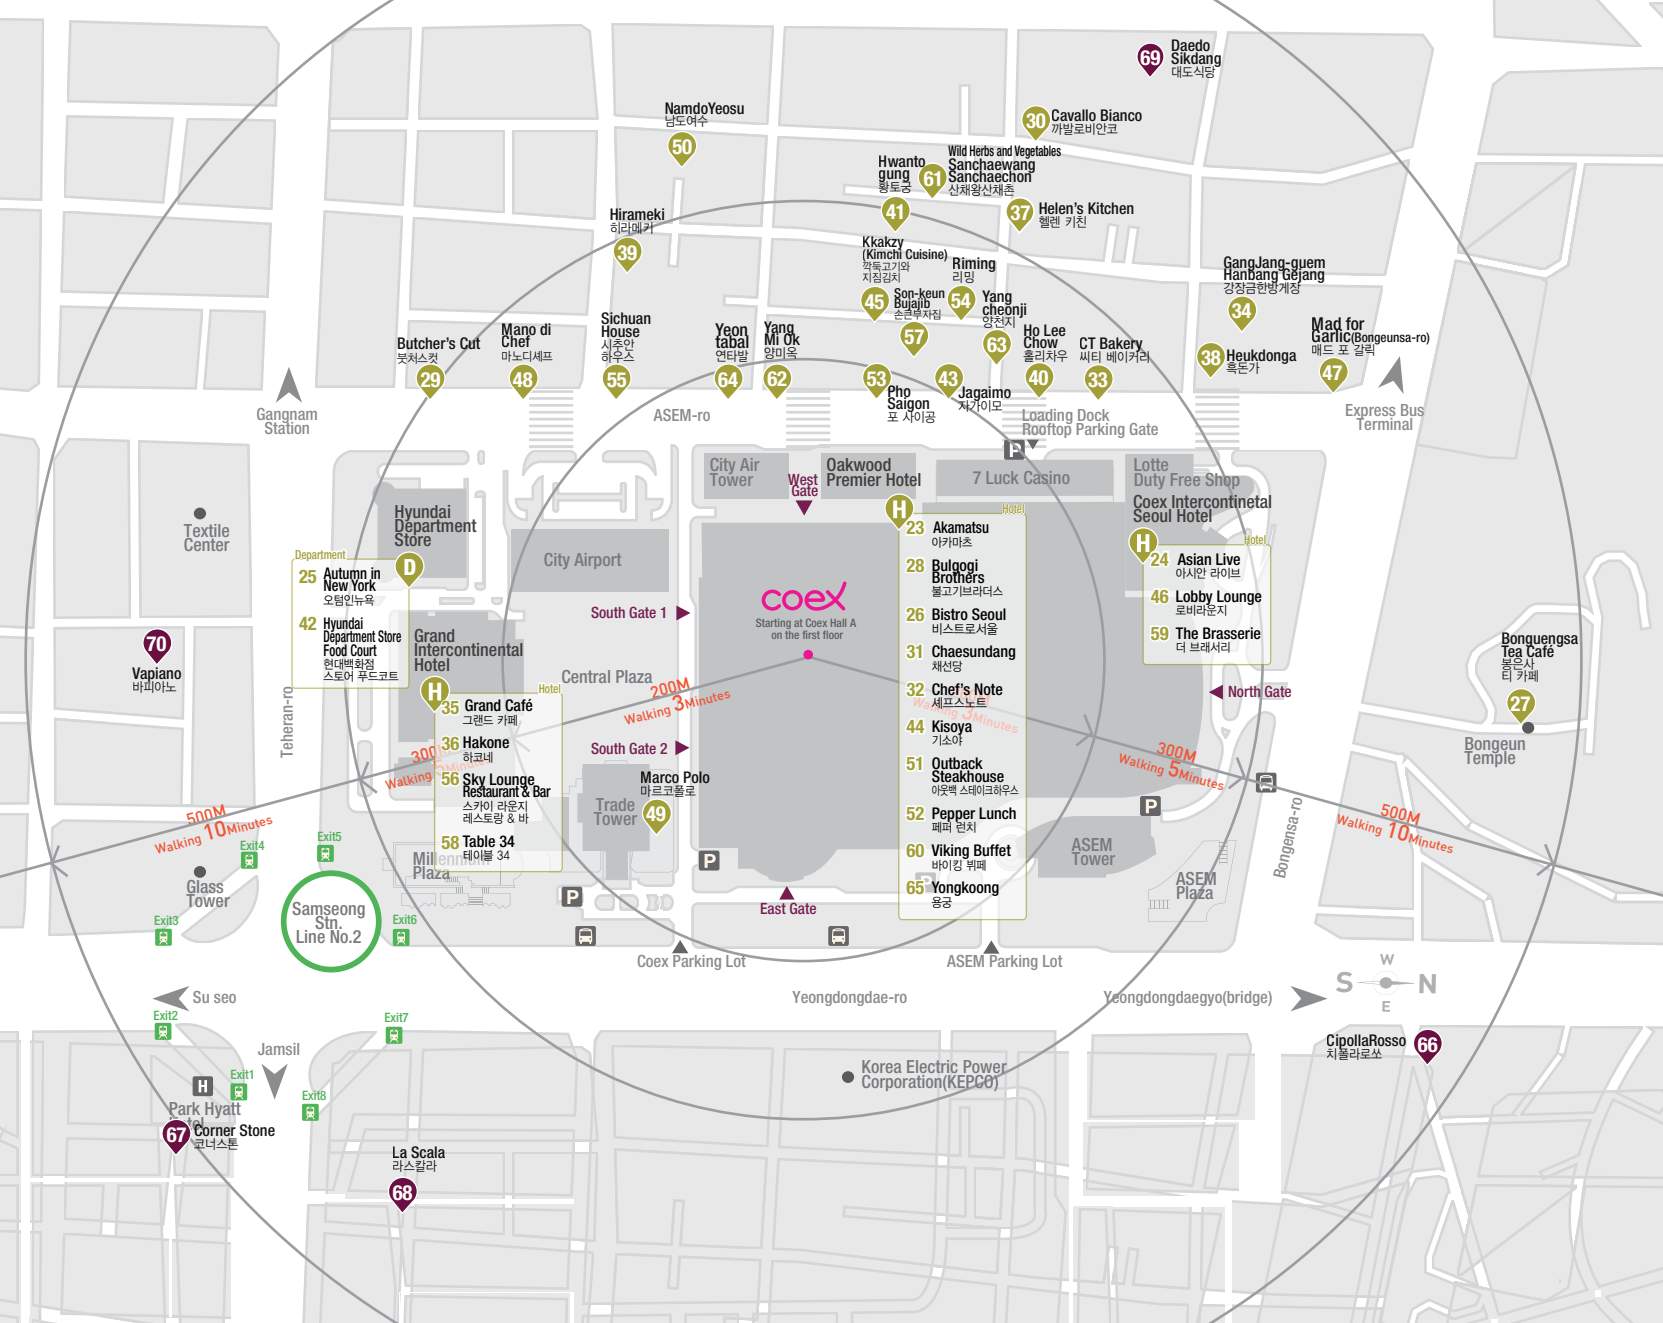 69
Daedo
Sikdang
대도식당
NamdoYeosu
남도여수
50
30
Cavallo Bianco
까발로비안코
Wild Herbs and Vegetables
Sanchaewang
Sanchaechon
산채왕산채촌
61
Hwanto
gung
황토궁
41
37
Helen's Kitchen
헬렌 키친
Hirameki
히라메키
39
Kkakzy
(Kimchi Cuisine)
깍둑고기와
지짐김치
45
Riming
리밍
54
Son-keun
Bujajib
손큰부자집
57
Yang
cheonji
양천지
63
GangJang-guem
Hanbang Gejang
강장금한방게장
34
Mad for
Garlic(Bongeunsa-ro)
매드 포 갈릭
47
38
Heukdonga
흑돈가
Butcher's Cut
붓처스컷
29
Mano di
Chef
마노디셰프
48
Sichuan
House
시추안
하우스
55
Yeon
tabal
연타발
64
Yang
Mi Ok
양미옥
62
53
Pho
Saigon
포 사이공
43
Jagaimo
자가이모
Ho Lee
Chow
홀리차우
40
CT Bakery
씨티 베이커리
33
Gangnam
Station
ASEM-ro
Loading Dock
Rooftop Parking Gate
P
Express Bus
Terminal
City Air
Tower
West
Gate
Oakwood
Premier Hotel
7 Luck Casino
Lotte
Duty Free Shop
Coex Intercontinetal
Seoul Hotel
Textile
Center
Hyundai
Department
Store
City Airport
Department
D
25 Autumn in
New York
오텀인뉴욕
42 Hyundai
Department Store
Food Court
현대백화점
스토어 푸드코트
Grand
Intercontinental
Hotel
H
Hotel
35 Grand Café
그랜드 카페
36 Hakone
하코네
56 Sky Lounge
Restaurant & Bar
스카이 라운지
레스토랑 & 바
58 Table 34
테이블 34
South Gate 1
coex
Starting at Coex Hall A
on the first floor
Central Plaza
South Gate 2
H
Hotel
23 Akamatsu
아카마츠
28 Bulgogi
Brothers
불고기브라더스
26 Bistro Seoul
비스트로서울
31 Chaesundang
채선당
32 Chef's Note
셰프스노트
44 Kisoya
기소야
51 Outback
Steakhouse
아웃백 스테이크하우스
52 Pepper Lunch
페퍼 런치
60 Viking Buffet
바이킹 뷔페
65 Yongkoong
용궁
H
Hotel
24 Asian Live
아시안 라이브
46 Lobby Lounge
로비라운지
59 The Brasserie
더 브래서리
North Gate
70
Vapiano
바피아노
Teheran-ro
Bonguengsa
Tea Café
봉은사
티 카페
27
Bongeun
Temple
200M
Walking 3Minutes
Walking 3Minutes
300M
Walking 5Minutes
300M
Walking 5Minutes
500M
Walking 10Minutes
500M
Walking 10Minutes
Marco Polo
마르코폴로
49
Trade
Tower
P
P
ASEM
Tower
ASEM
Plaza
Bongensa-ro
Millennium
Plaza
P
P
East Gate
Exit5
Exit4
Glass
Tower
Exit3
Samseong
Stn.
Line No.2
Exit6
Coex Parking Lot
ASEM Parking Lot
Su seo
Yeongdongdae-ro
Yeongdongdaegyo(bridge)
W
S
N
E
Exit2
Exit7
Jamsil
Exit1
Exit8
H
Park Hyatt
Hotel
67
Corner Stone
코너스톤
La Scala
라스칼라
68
Korea Electric Power
Corporation(KEPCO)
CipollaRosso
치폴라로쏘
66